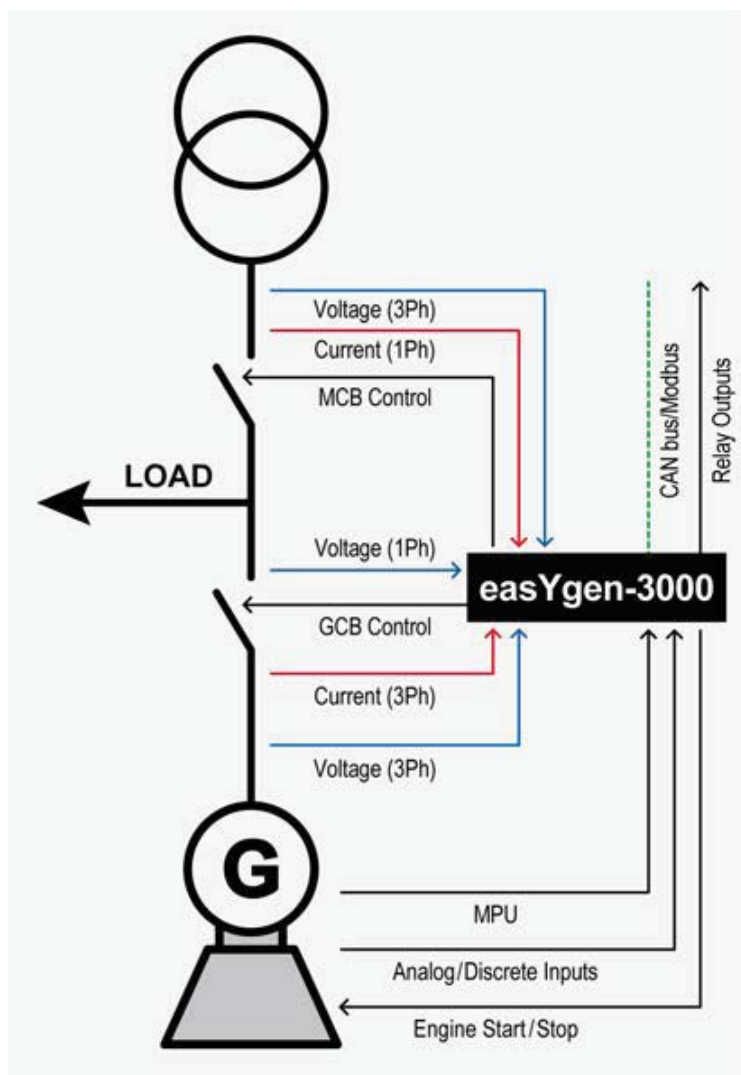 Voltage (3Ph)
Current (1Ph)
MCB Control
CAN bus/Modbus
Relay Outputs
LOAD
Voltage (1Ph)
easYgen-3000
GCB Control
Current (3Ph)
Voltage (3Ph)
G
MPU
Analog/Discrete Inputs
Engine Start/Stop